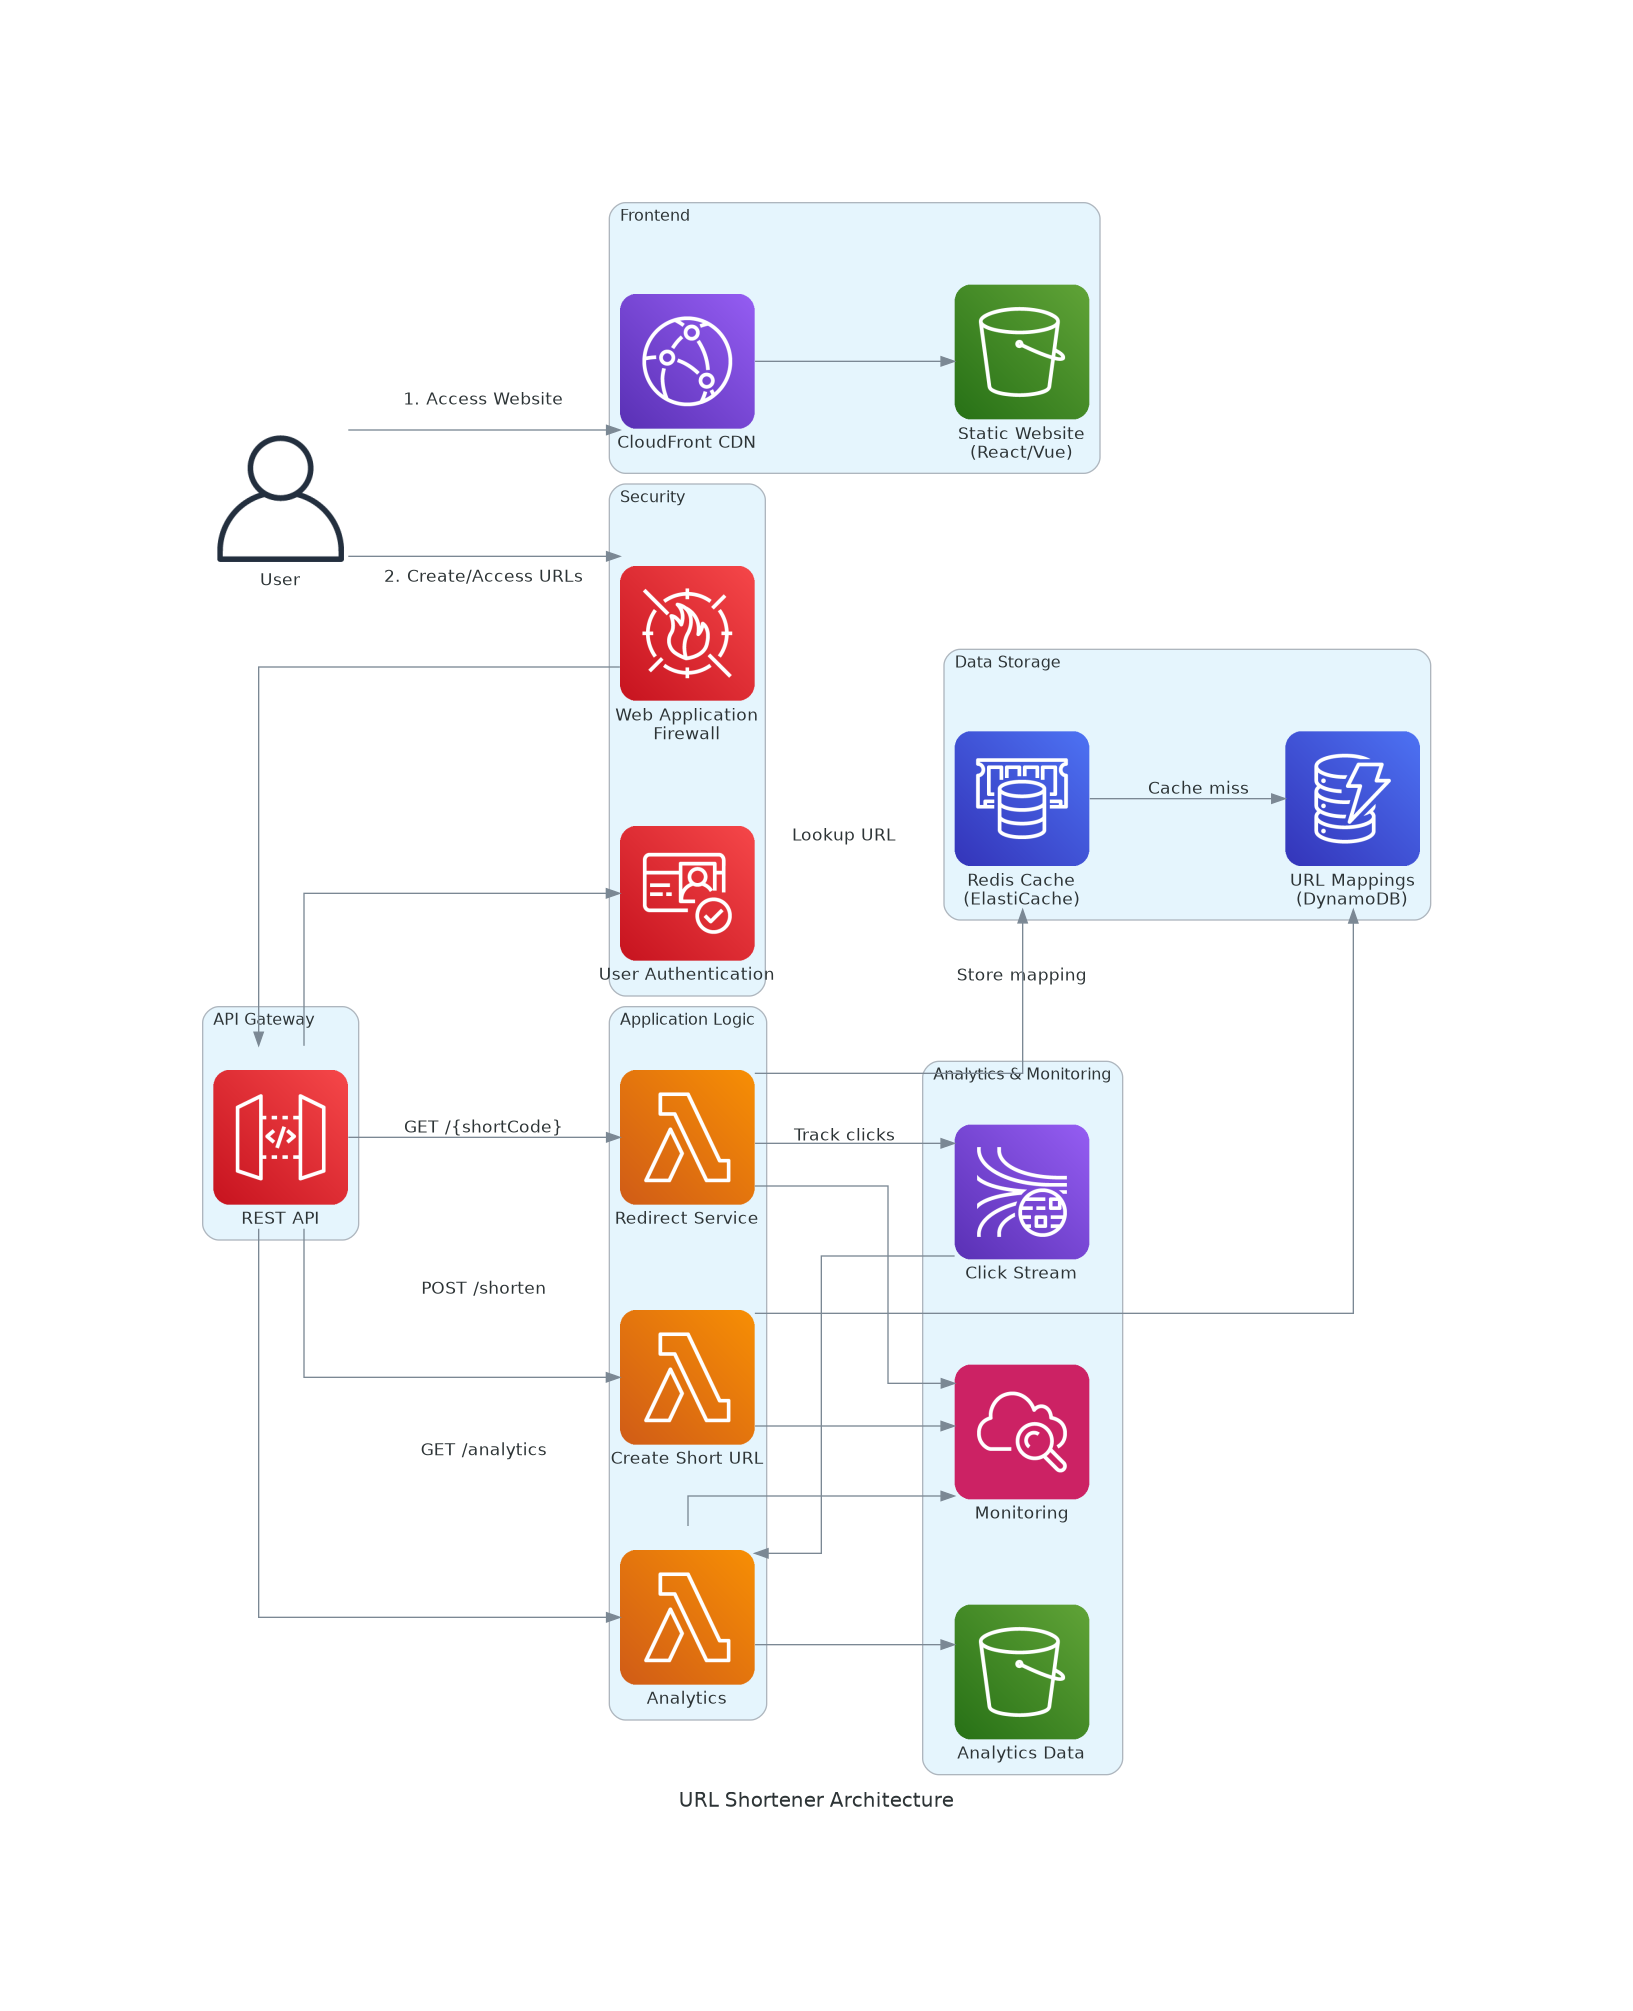 Frontend
CloudFront CDN
Static Website
(React/Vue)
1. Access Website
User
2. Create/Access URLs
Security
Web Application
Firewall
User Authentication
Lookup URL
Data Storage
Cache miss
Redis Cache
(ElastiCache)
URL Mappings
(DynamoDB)
Store mapping
API Gateway
REST API
GET /{shortCode}
POST /shorten
GET /analytics
Application Logic
Redirect Service
Create Short URL
Analytics
Track clicks
Analytics & Monitoring
Click Stream
Monitoring
Analytics Data
URL Shortener Architecture